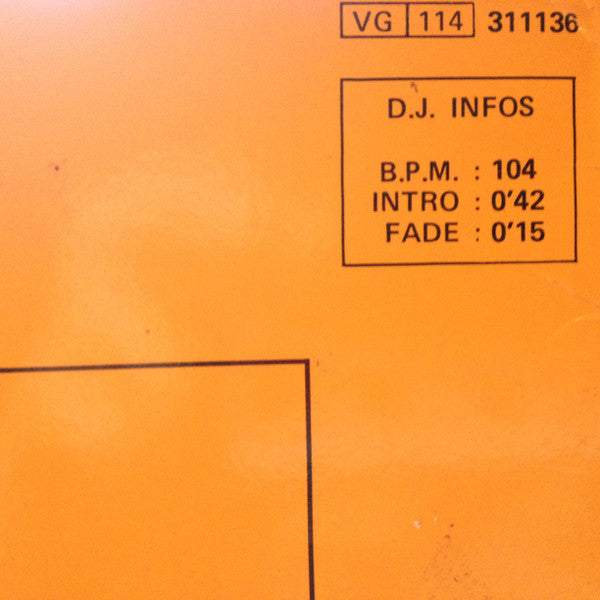 VG 114 311136
D.J. INFOS
B.P.M. : 104
INTRO : 0'42
FADE : 0'15